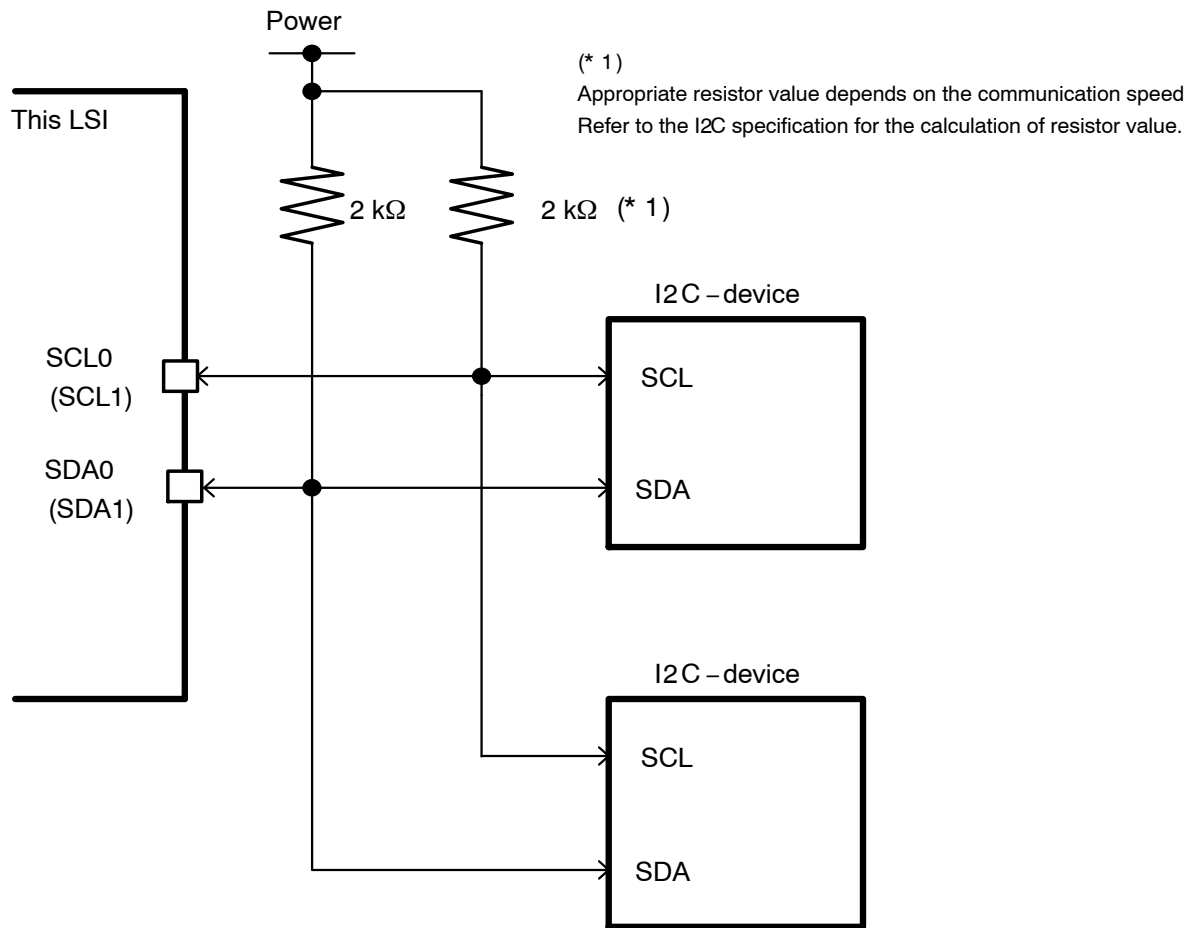 Power
(* 1)
Appropriate resistor value depends on the communication speed
Refer to the I2C specification for the calculation of resistor value.
This LSI
2 kΩ
2 kΩ (* 1)
I2C – device
SCL0
(SCL1)
SCL
SDA0
(SDA1)
SDA
I2C – device
SCL
SDA